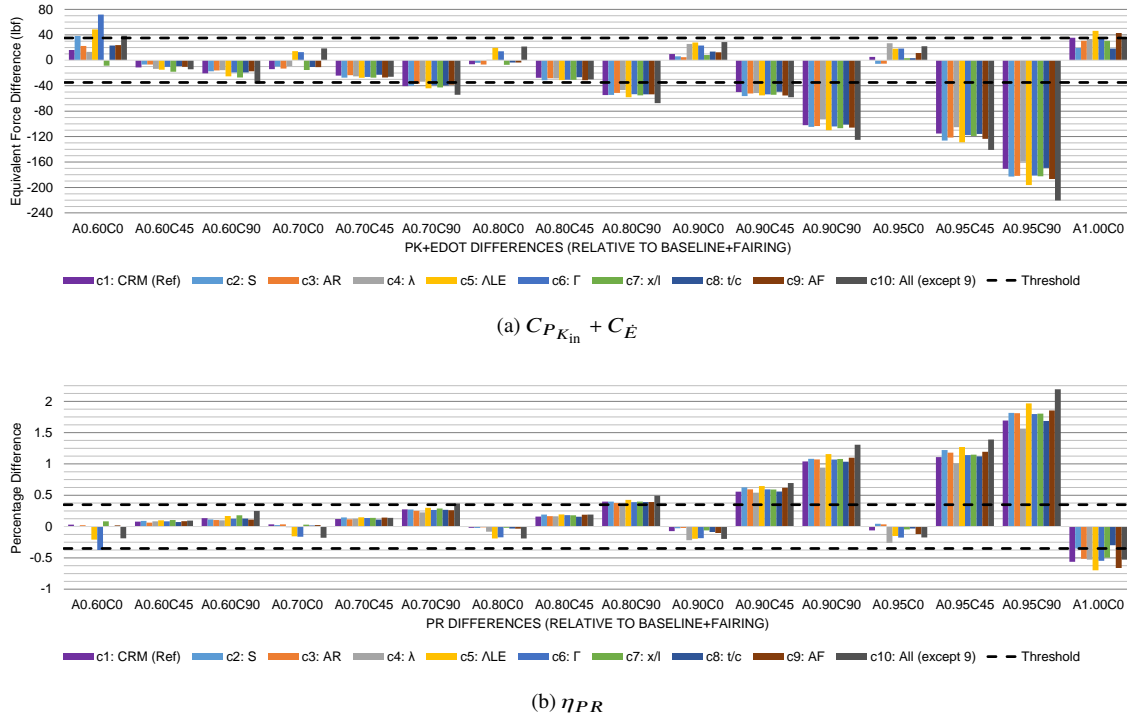 Equivalent Force Difference (lbf)
80
40
0
-40
-80
-120
-160
-200
-240
A0.60C0 A0.60C45 A0.60C90 A0.70C0 A0.70C45 A0.70C90 A0.80C0 A0.80C45 A0.80C90 A0.90C0 A0.90C45 A0.90C90 A0.95C0 A0.95C45 A0.95C90 A1.00C0
PK+EDOT DIFFERENCES (RELATIVE TO BASELINE+FAIRING)
c1: CRM (Ref) c2: S c3: AR c4: λ c5: ΛLE c6: Γ c7: x/l c8: t/c c9: AF c10: All (except 9) Threshold
(a) C_{P_{K_{in}}} + C_{Ė}
Percentage Difference
2
1.5
1
0.5
0
-0.5
-1
A0.60C0 A0.60C45 A0.60C90 A0.70C0 A0.70C45 A0.70C90 A0.80C0 A0.80C45 A0.80C90 A0.90C0 A0.90C45 A0.90C90 A0.95C0 A0.95C45 A0.95C90 A1.00C0
PR DIFFERENCES (RELATIVE TO BASELINE+FAIRING)
c1: CRM (Ref) c2: S c3: AR c4: λ c5: ΛLE c6: Γ c7: x/l c8: t/c c9: AF c10: All (except 9) Threshold
(b) η_{PR}